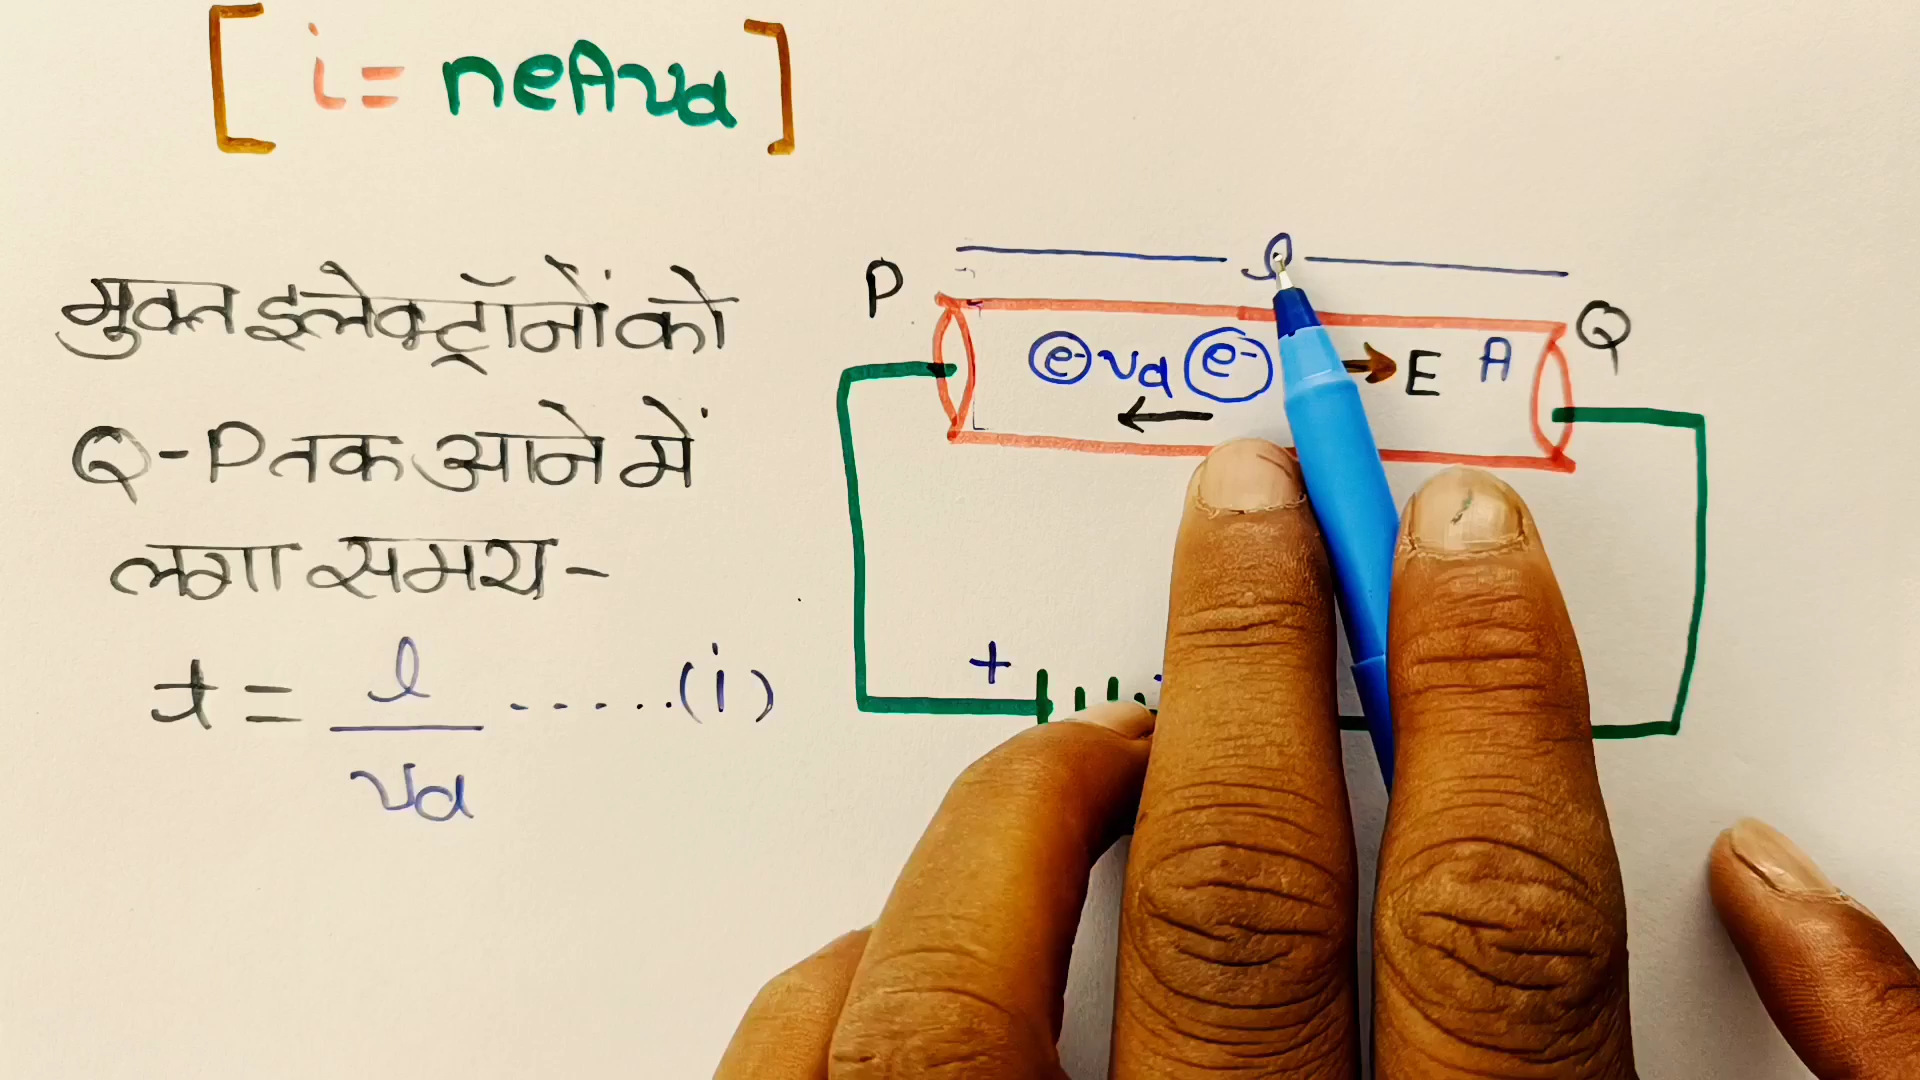 [ i = neAvd ]
मुक्त इलेक्ट्रॉनों को
Q-P तक आने में
लगा समय-
t = l / vd .....(i)
l
P
Q
e- vd e- E A
+